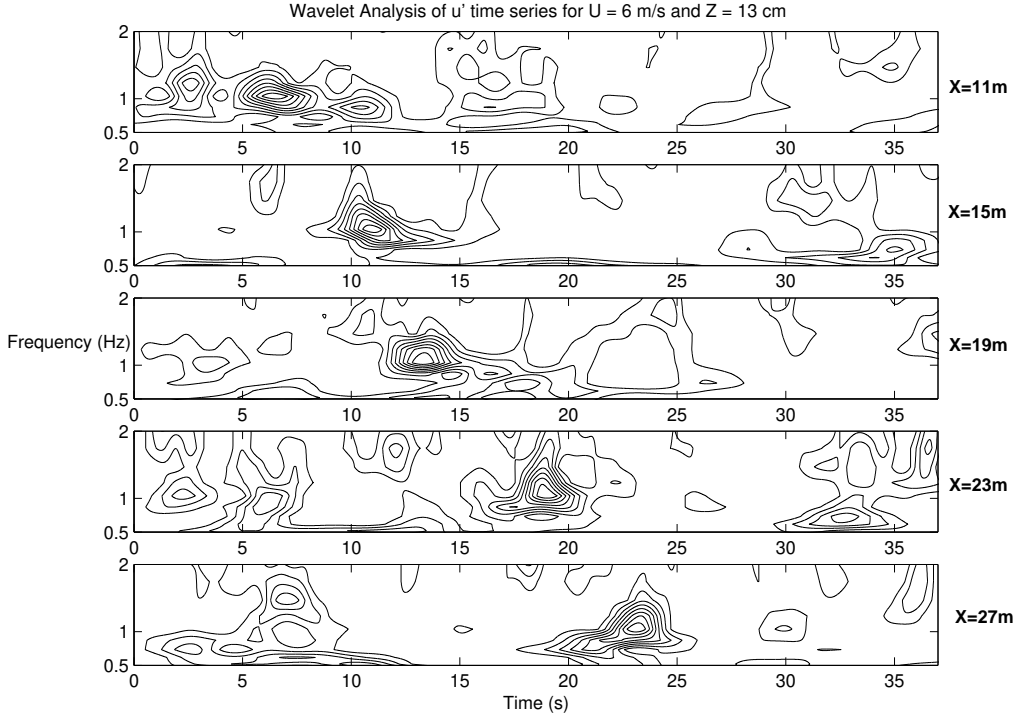 Wavelet Analysis of u' time series for U = 6 m/s and Z = 13 cm
2
1
0.5
0 5 10 15 20 25 30 35
X=11m
2
1
0.5
0 5 10 15 20 25 30 35
X=15m
2
Frequency (Hz)
1
0.5
0 5 10 15 20 25 30 35
X=19m
2
1
0.5
0 5 10 15 20 25 30 35
X=23m
2
1
0.5
0 5 10 15 20 25 30 35
X=27m
Time (s)